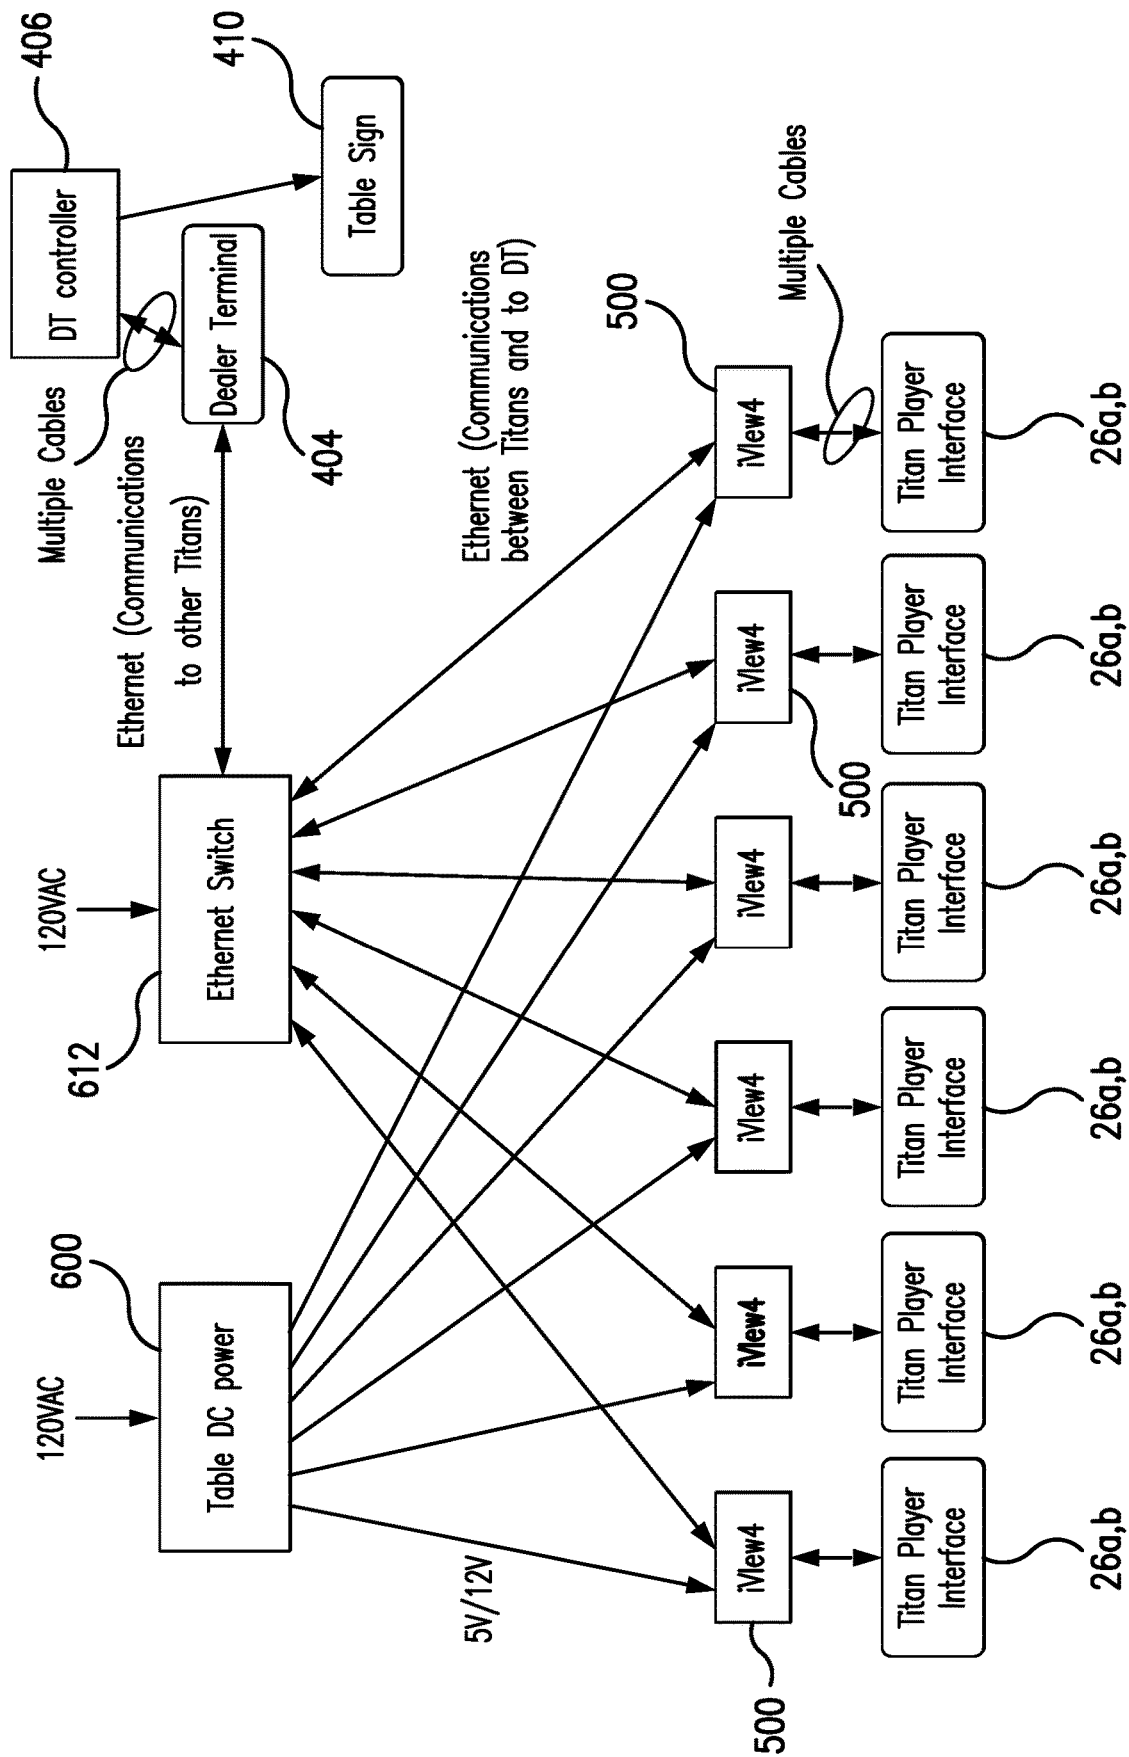 120VAC
600
Table DC power
120VAC
612
Ethernet Switch
Ethernet (Communications
to other Titans)
Multiple Cables
406
DT controller
Dealer Terminal
404
410
Table Sign
5V/12V
Ethernet (Communications
between Titans and to DT)
500
iVIew4
iVIew4
iVIew4
iVIew4
iVIew4
500
iVIew4
500
Multiple Cables
Titan Player
Interface
Titan Player
Interface
Titan Player
Interface
Titan Player
Interface
Titan Player
Interface
Titan Player
Interface
26a,b
26a,b
26a,b
26a,b
26a,b
26a,b